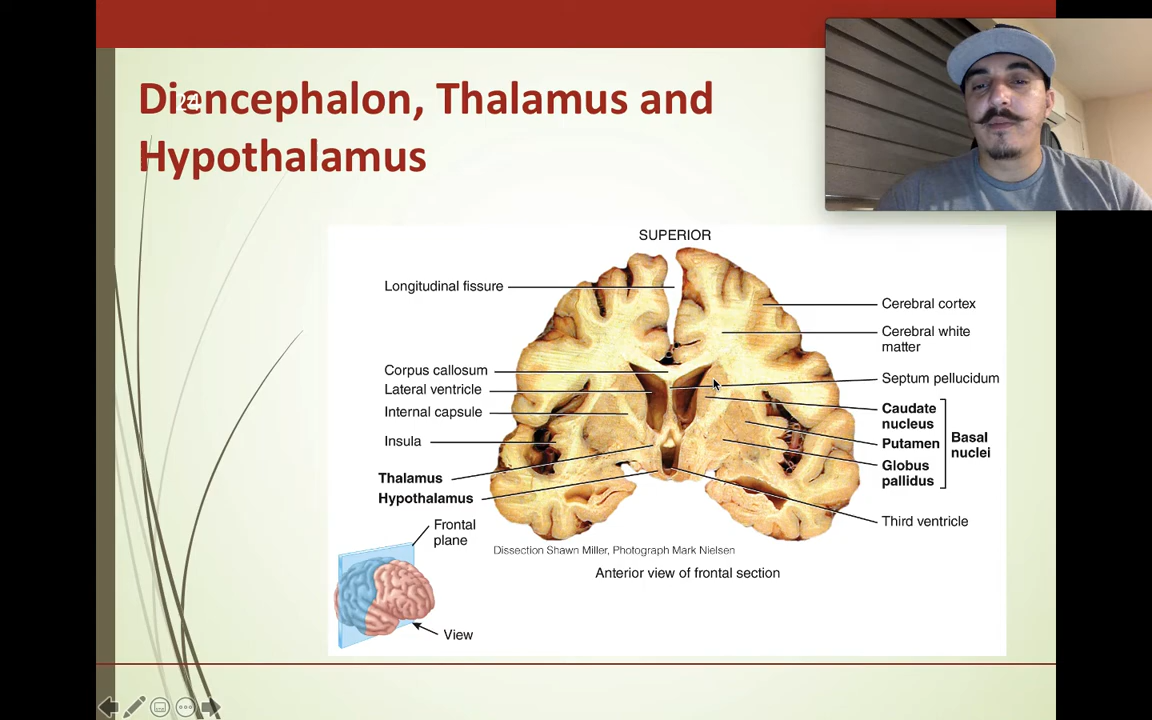 Diencephalon, Thalamus and
Hypothalamus
24
SUPERIOR
Longitudinal fissure
Corpus callosum
Lateral ventricle
Internal capsule
Insula
Thalamus
Hypothalamus
Cerebral cortex
Cerebral white
matter
Septum pellucidum
Caudate
nucleus
Putamen
Globus
pallidus
Basal
nuclei
Third ventricle
Frontal
plane
View
Dissection Shawn Miller, Photograph Mark Nielsen
Anterior view of frontal section